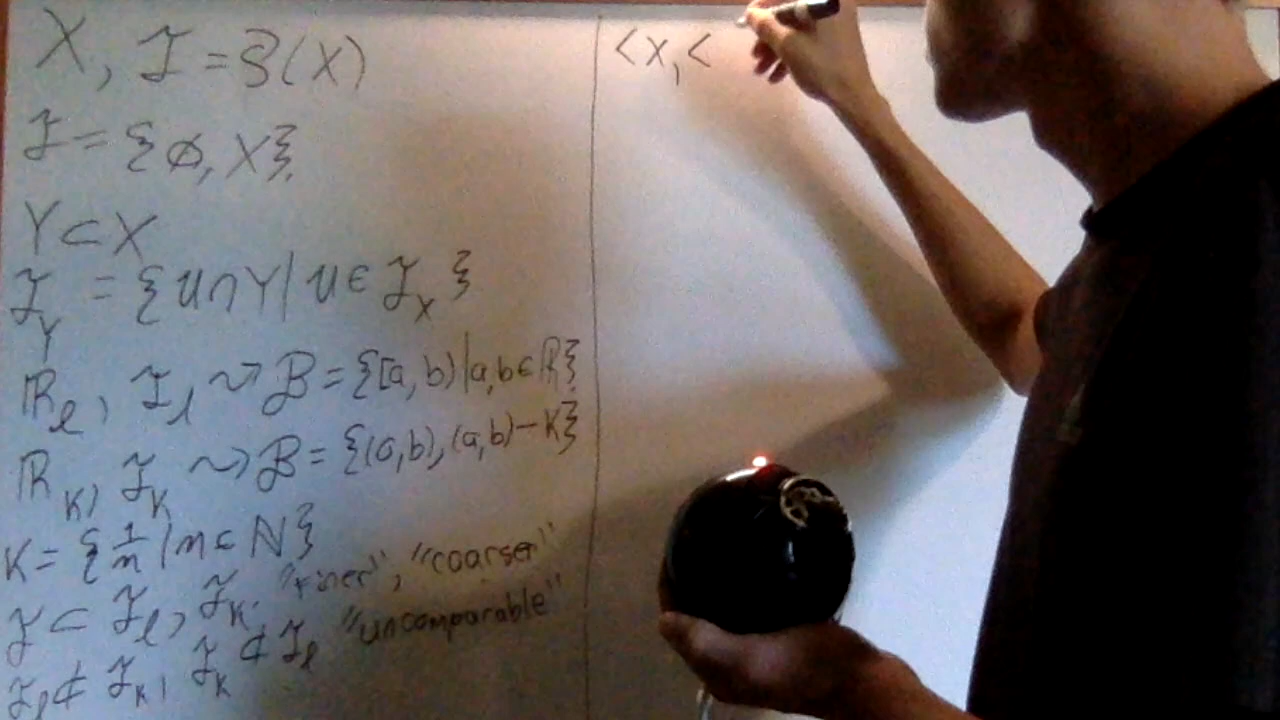 X, 𝒯 = 𝒫(X)
𝒯 = {∅, X}.
Y ⊂ X
𝒯_Y = {U ∩ Y | U ∈ 𝒯_X}
ℝ_ℓ, 𝒯_ℓ ⤳ ℬ = {[a, b) | a, b ∈ ℝ}
ℝ_K, 𝒯_K ⤳ ℬ = {(a, b), (a, b) − K}
K = {1/n | n ∈ ℕ}
𝒯 ⊂ 𝒯_ℓ, 𝒯_K. "finer", "coarser"
𝒯_ℓ ⊄ 𝒯_K, 𝒯_K ⊄ 𝒯_ℓ "uncomparable"
<X, <